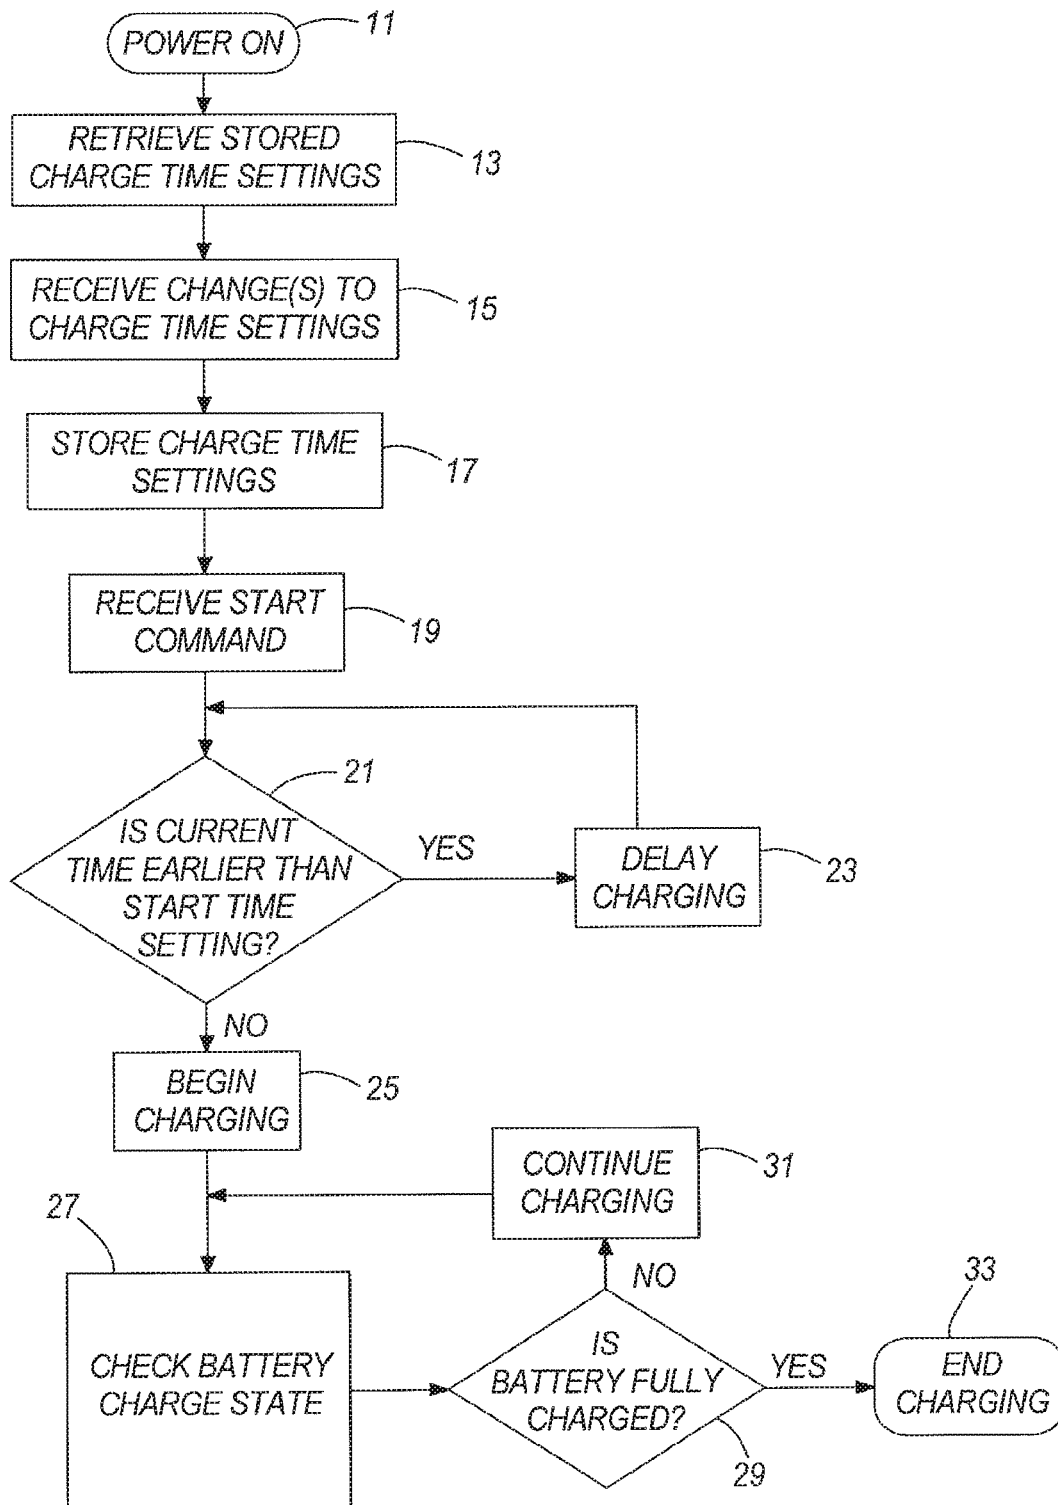 POWER ON
11
RETRIEVE STORED
CHARGE TIME SETTINGS
13
RECEIVE CHANGE(S) TO
CHARGE TIME SETTINGS
15
STORE CHARGE TIME
SETTINGS
17
RECEIVE START
COMMAND
19
21
IS CURRENT
TIME EARLIER THAN
START TIME
SETTING?
YES
DELAY
CHARGING
23
NO
BEGIN
CHARGING
25
CONTINUE
CHARGING
31
27
CHECK BATTERY
CHARGE STATE
NO
IS
BATTERY FULLY
CHARGED?
29
YES
33
END
CHARGING